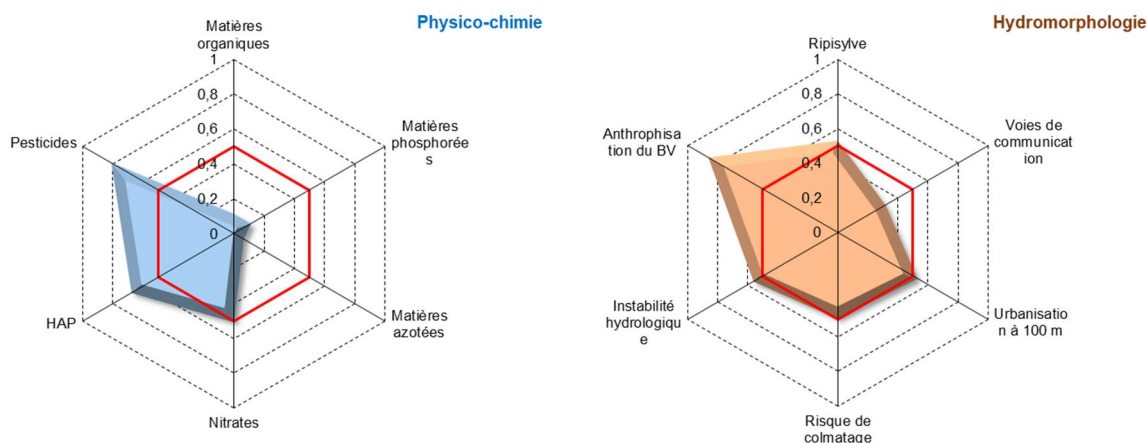 Physico-chimie
Matières
organiques
1
0,8
0,6
0,4
0,2
0
Matières
phosphorée
s
Matières
azotées
Nitrates
HAP
Pesticides
Hydromorphologie
Ripisylve
1
0,8
0,6
0,4
0,2
0
Voies de
communicat
ion
Urbanisatio
n à 100 m
Risque de
colmatage
Instabilité
hydrologiqu
e
Anthrophisa
tion du BV